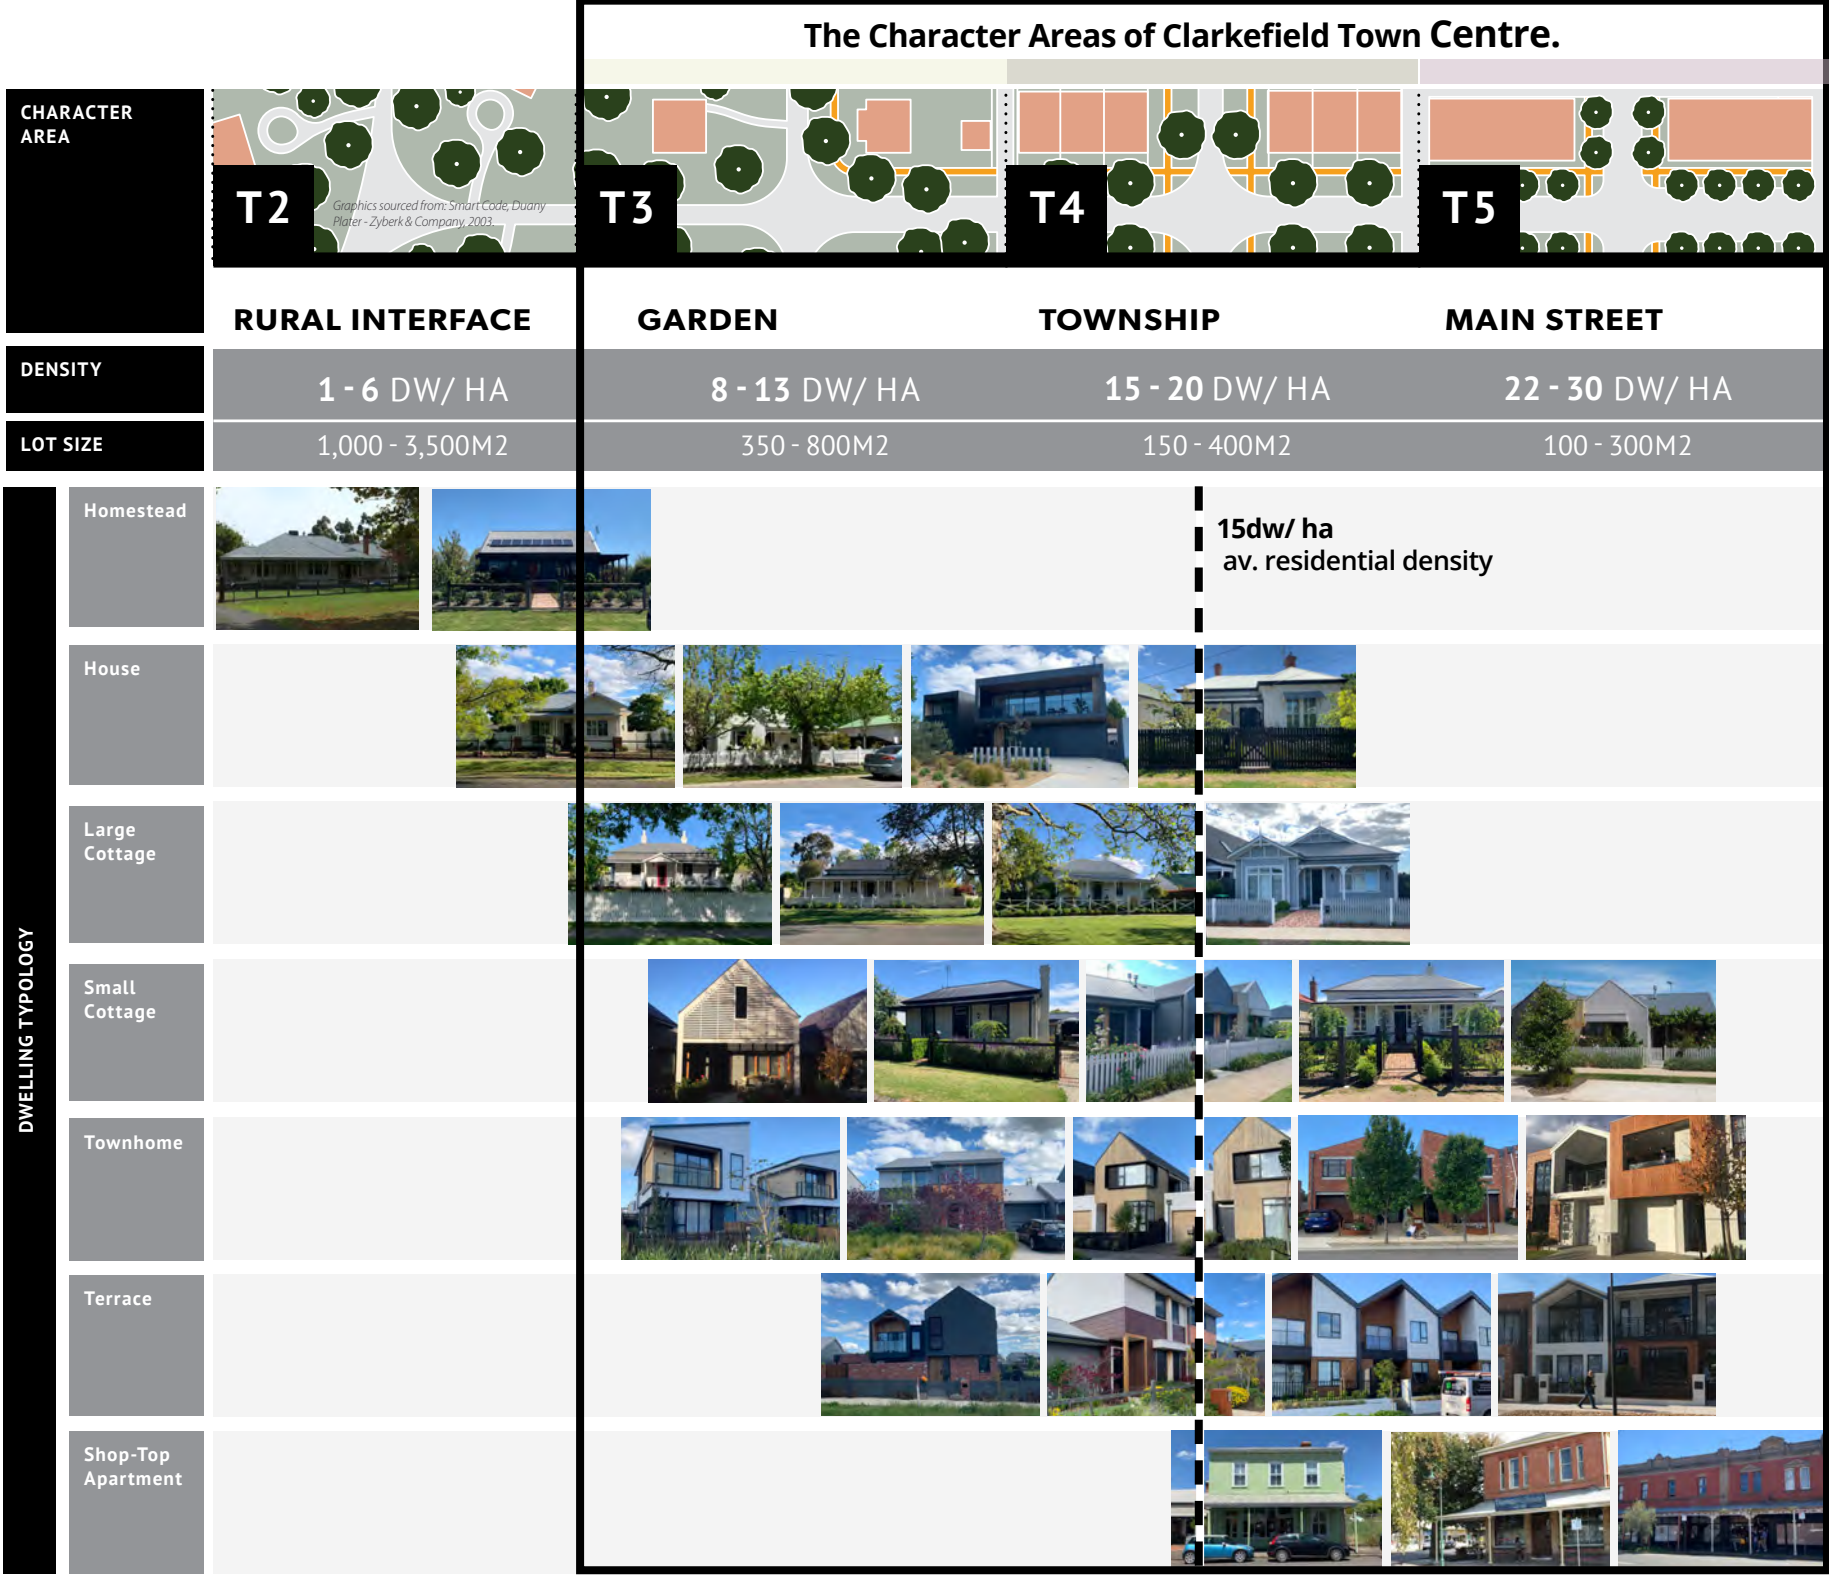 The Character Areas of Clarkefield Town Centre.
CHARACTER
AREA
T2
Graphics sourced from: Smart Code, Duany
Plater - Zyberk & Company, 2003.
T3
T4
T5
RURAL INTERFACE
GARDEN
TOWNSHIP
MAIN STREET
DENSITY
1 - 6 DW/ HA
8 - 13 DW/ HA
15 - 20 DW/ HA
22 - 30 DW/ HA
LOT SIZE
1,000 - 3,500M2
350 - 800M2
150 - 400M2
100 - 300M2
DWELLING TYPOLOGY
Homestead
15dw/ ha
av. residential density
House
Large
Cottage
Small
Cottage
Townhome
Terrace
Shop-Top
Apartment